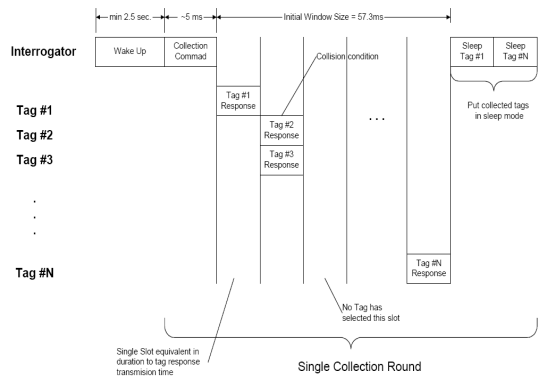 min 2.5 sec.
~5 ms
Initial Window Size = 57.3ms
Interrogator
Wake Up
Collection
Commad
Sleep
Tag #1
Sleep
Tag #N
Collision condition
Put collected tags
in sleep mode
Tag #1
Tag #1
Response
Tag #2
Tag #2
Response
Tag #3
Tag #3
Response
. . .
.
.
.
Tag #N
Tag #N
Response
No Tag has
selected this slot
Single Slot equivalent in
duration to tag response
transmision time
Single Collection Round